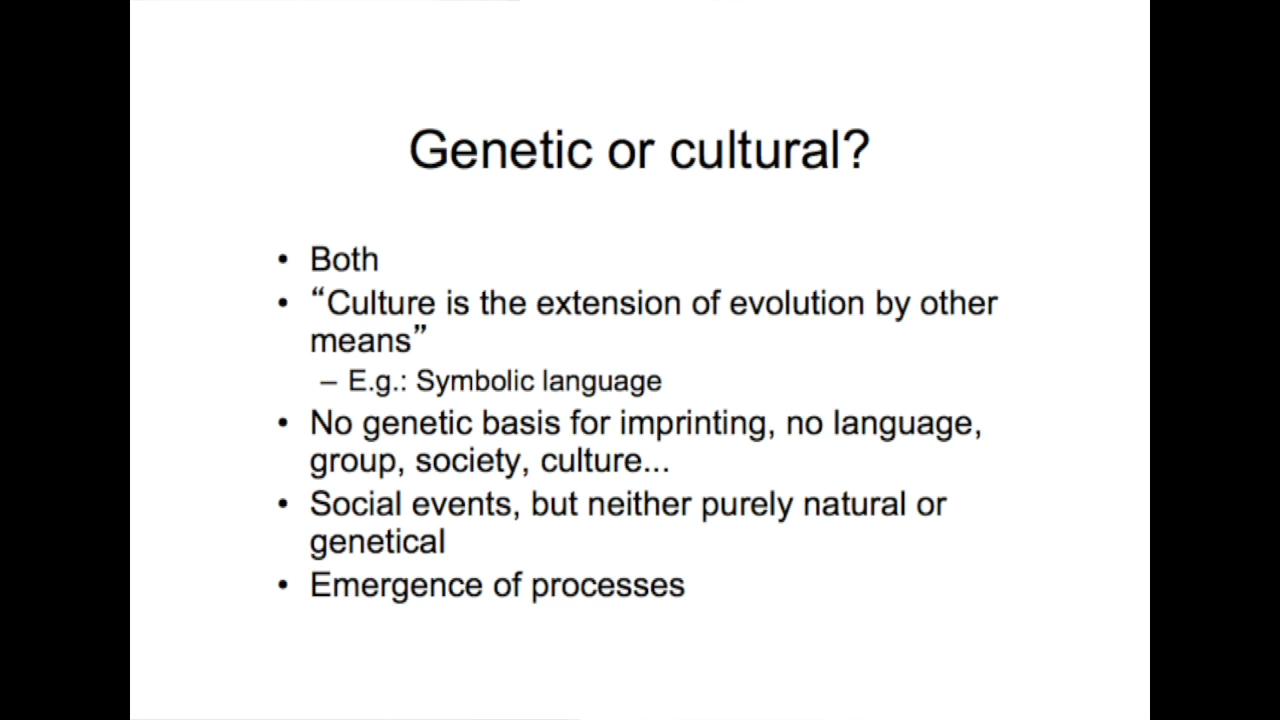 Genetic or cultural?
• Both
• “Culture is the extension of evolution by other
means”
– E.g.: Symbolic language
• No genetic basis for imprinting, no language,
group, society, culture...
• Social events, but neither purely natural or
genetical
• Emergence of processes